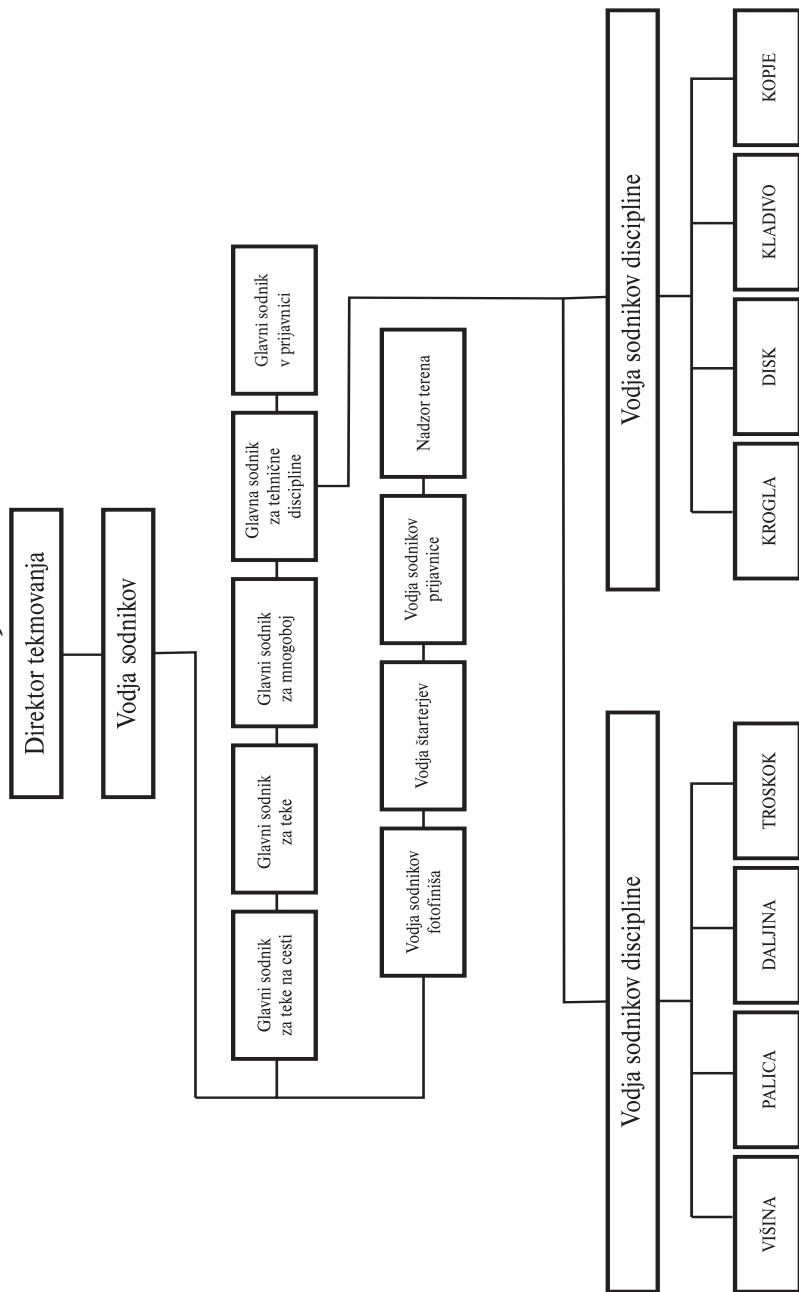 Direktor tekmovanja
Vodja sodnikov
Glavni sodnik
za teke na cesti
Glavni sodnik
za teke
Glavni sodnik
za mnogoboj
Glavna sodnik
za tehnične
discipline
Glavni sodnik
v prijavnici
Vodja sodnikov
fotofiniša
Vodja štarterjev
Vodja sodnikov
prijavnice
Nadzor terena
Vodja sodnikov discipline
Vodja sodnikov discipline
VIŠINA
PALICA
DALJINA
TROSKOK
KROGLA
DISK
KLADIVO
KOPJE